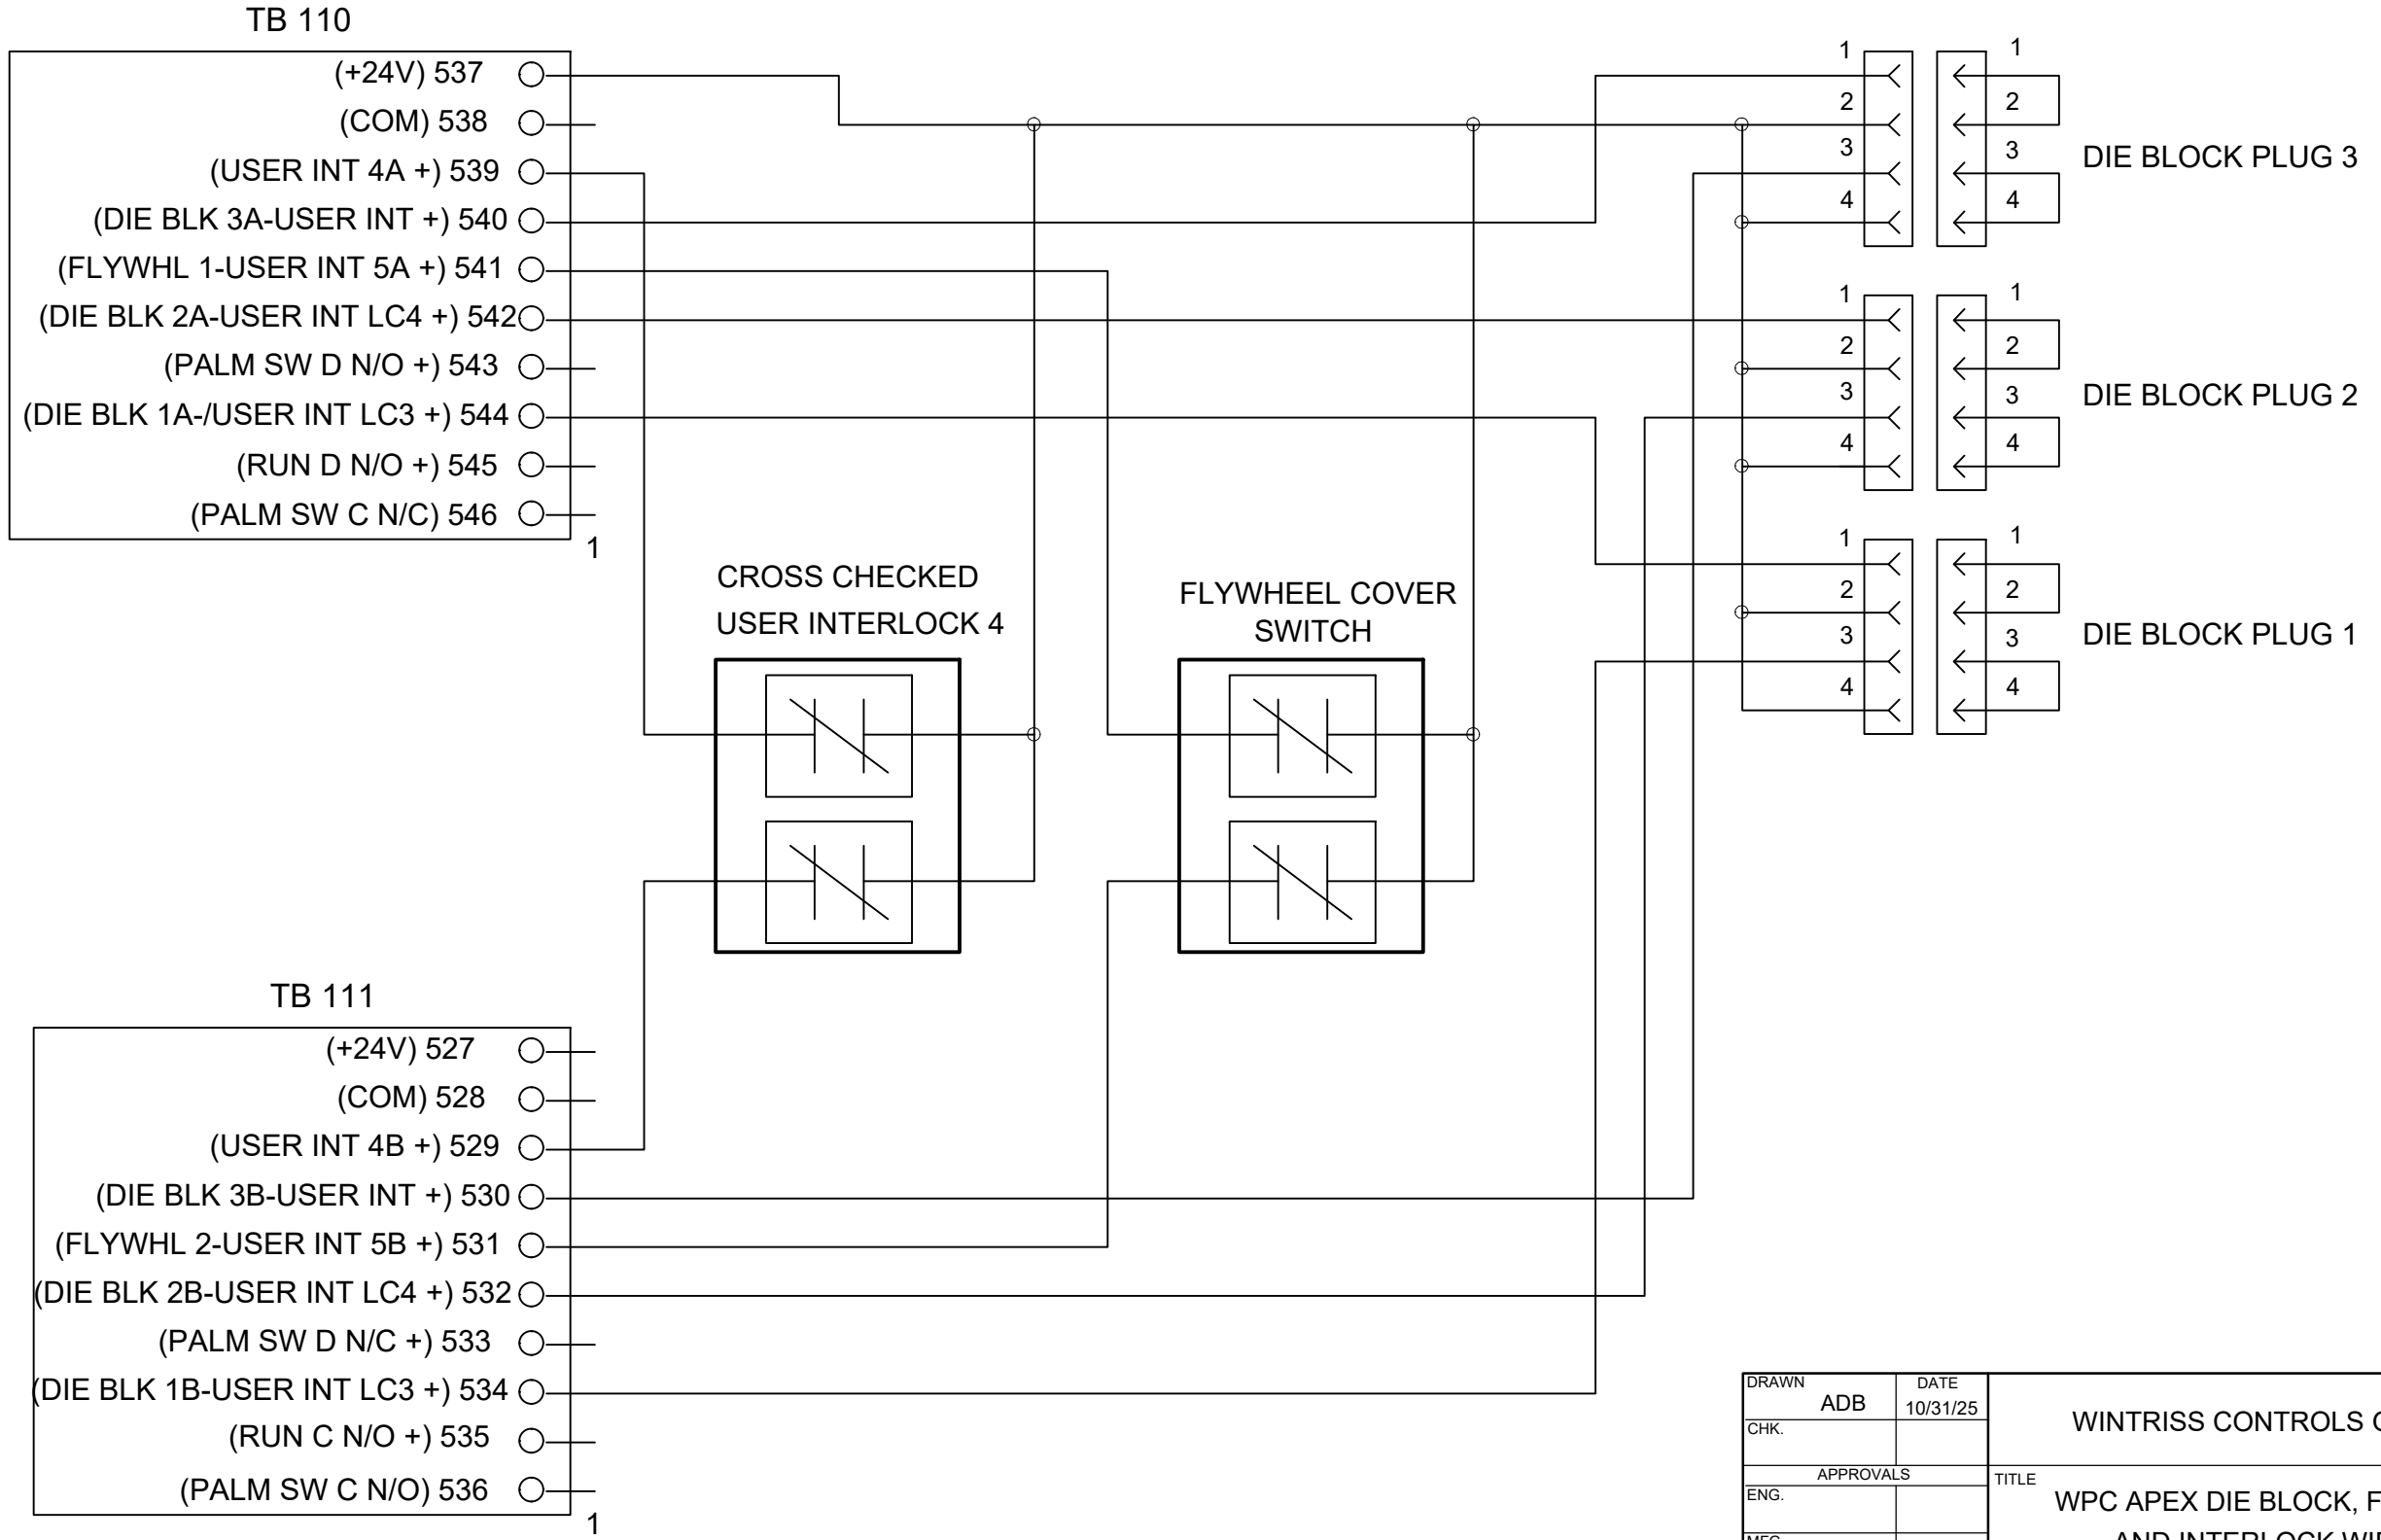 TB 110
(+24V) 537
(COM) 538
(USER INT 4A +) 539
(DIE BLK 3A-USER INT +) 540
(FLYWHL 1-USER INT 5A +) 541
(DIE BLK 2A-USER INT LC4 +) 542
(PALM SW D N/O +) 543
(DIE BLK 1A-/USER INT LC3 +) 544
(RUN D N/O +) 545
(PALM SW C N/C) 546
1
1 1
2 2
3 3
4 4
DIE BLOCK PLUG 3
1 1
2 2
3 3
4 4
DIE BLOCK PLUG 2
1 1
2 2
3 3
4 4
DIE BLOCK PLUG 1
CROSS CHECKED
USER INTERLOCK 4
FLYWHEEL COVER
SWITCH
TB 111
(+24V) 527
(COM) 528
(USER INT 4B +) 529
(DIE BLK 3B-USER INT +) 530
(FLYWHL 2-USER INT 5B +) 531
(DIE BLK 2B-USER INT LC4 +) 532
(PALM SW D N/C +) 533
(DIE BLK 1B-USER INT LC3 +) 534
(RUN C N/O +) 535
(PALM SW C N/O) 536
1
DRAWN
ADB
DATE
10/31/25
CHK.
APPROVALS
ENG.
WINTRISS CONTROLS
TITLE
WPC APEX DIE BLOCK,
AND INTERLOCK